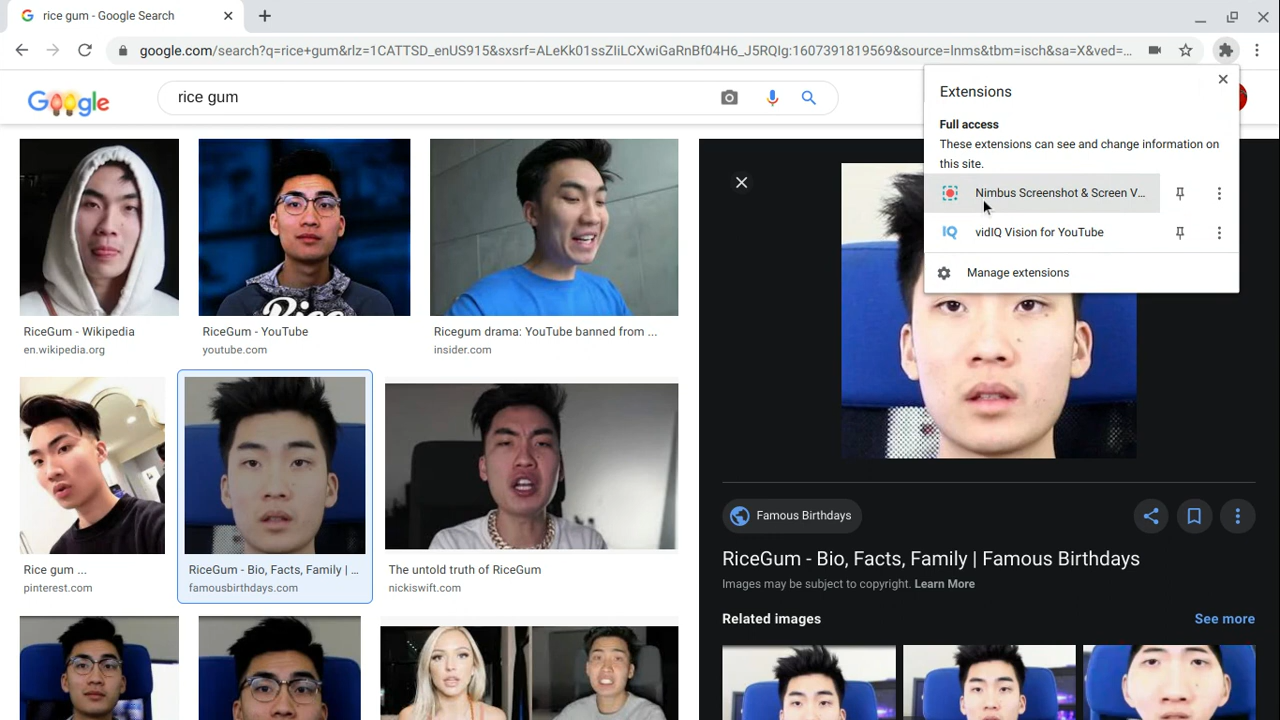 rice gum - Google Search
google.com/search?q=rice+gum&rlz=1CATTSD_enUS915&sxsrf=ALeKk01ssZIiLCXwiGaRnBf04H6_J5RQIg:1607391819569&source=lnms&tbm=isch&sa=X&ved=...
Google
rice gum
Extensions
Full access
These extensions can see and change information on
this site.
Nimbus Screenshot & Screen V...
IQ vidIQ Vision for YouTube
Manage extensions
Rice
RiceGum - Wikipedia
en.wikipedia.org
RiceGum - YouTube
youtube.com
Ricegum drama: YouTube banned from ...
insider.com
Rice gum ...
pinterest.com
RiceGum - Bio, Facts, Family | ...
famousbirthdays.com
The untold truth of RiceGum
nickiswift.com
Famous Birthdays
RiceGum - Bio, Facts, Family | Famous Birthdays
Images may be subject to copyright. Learn More
Related images
See more